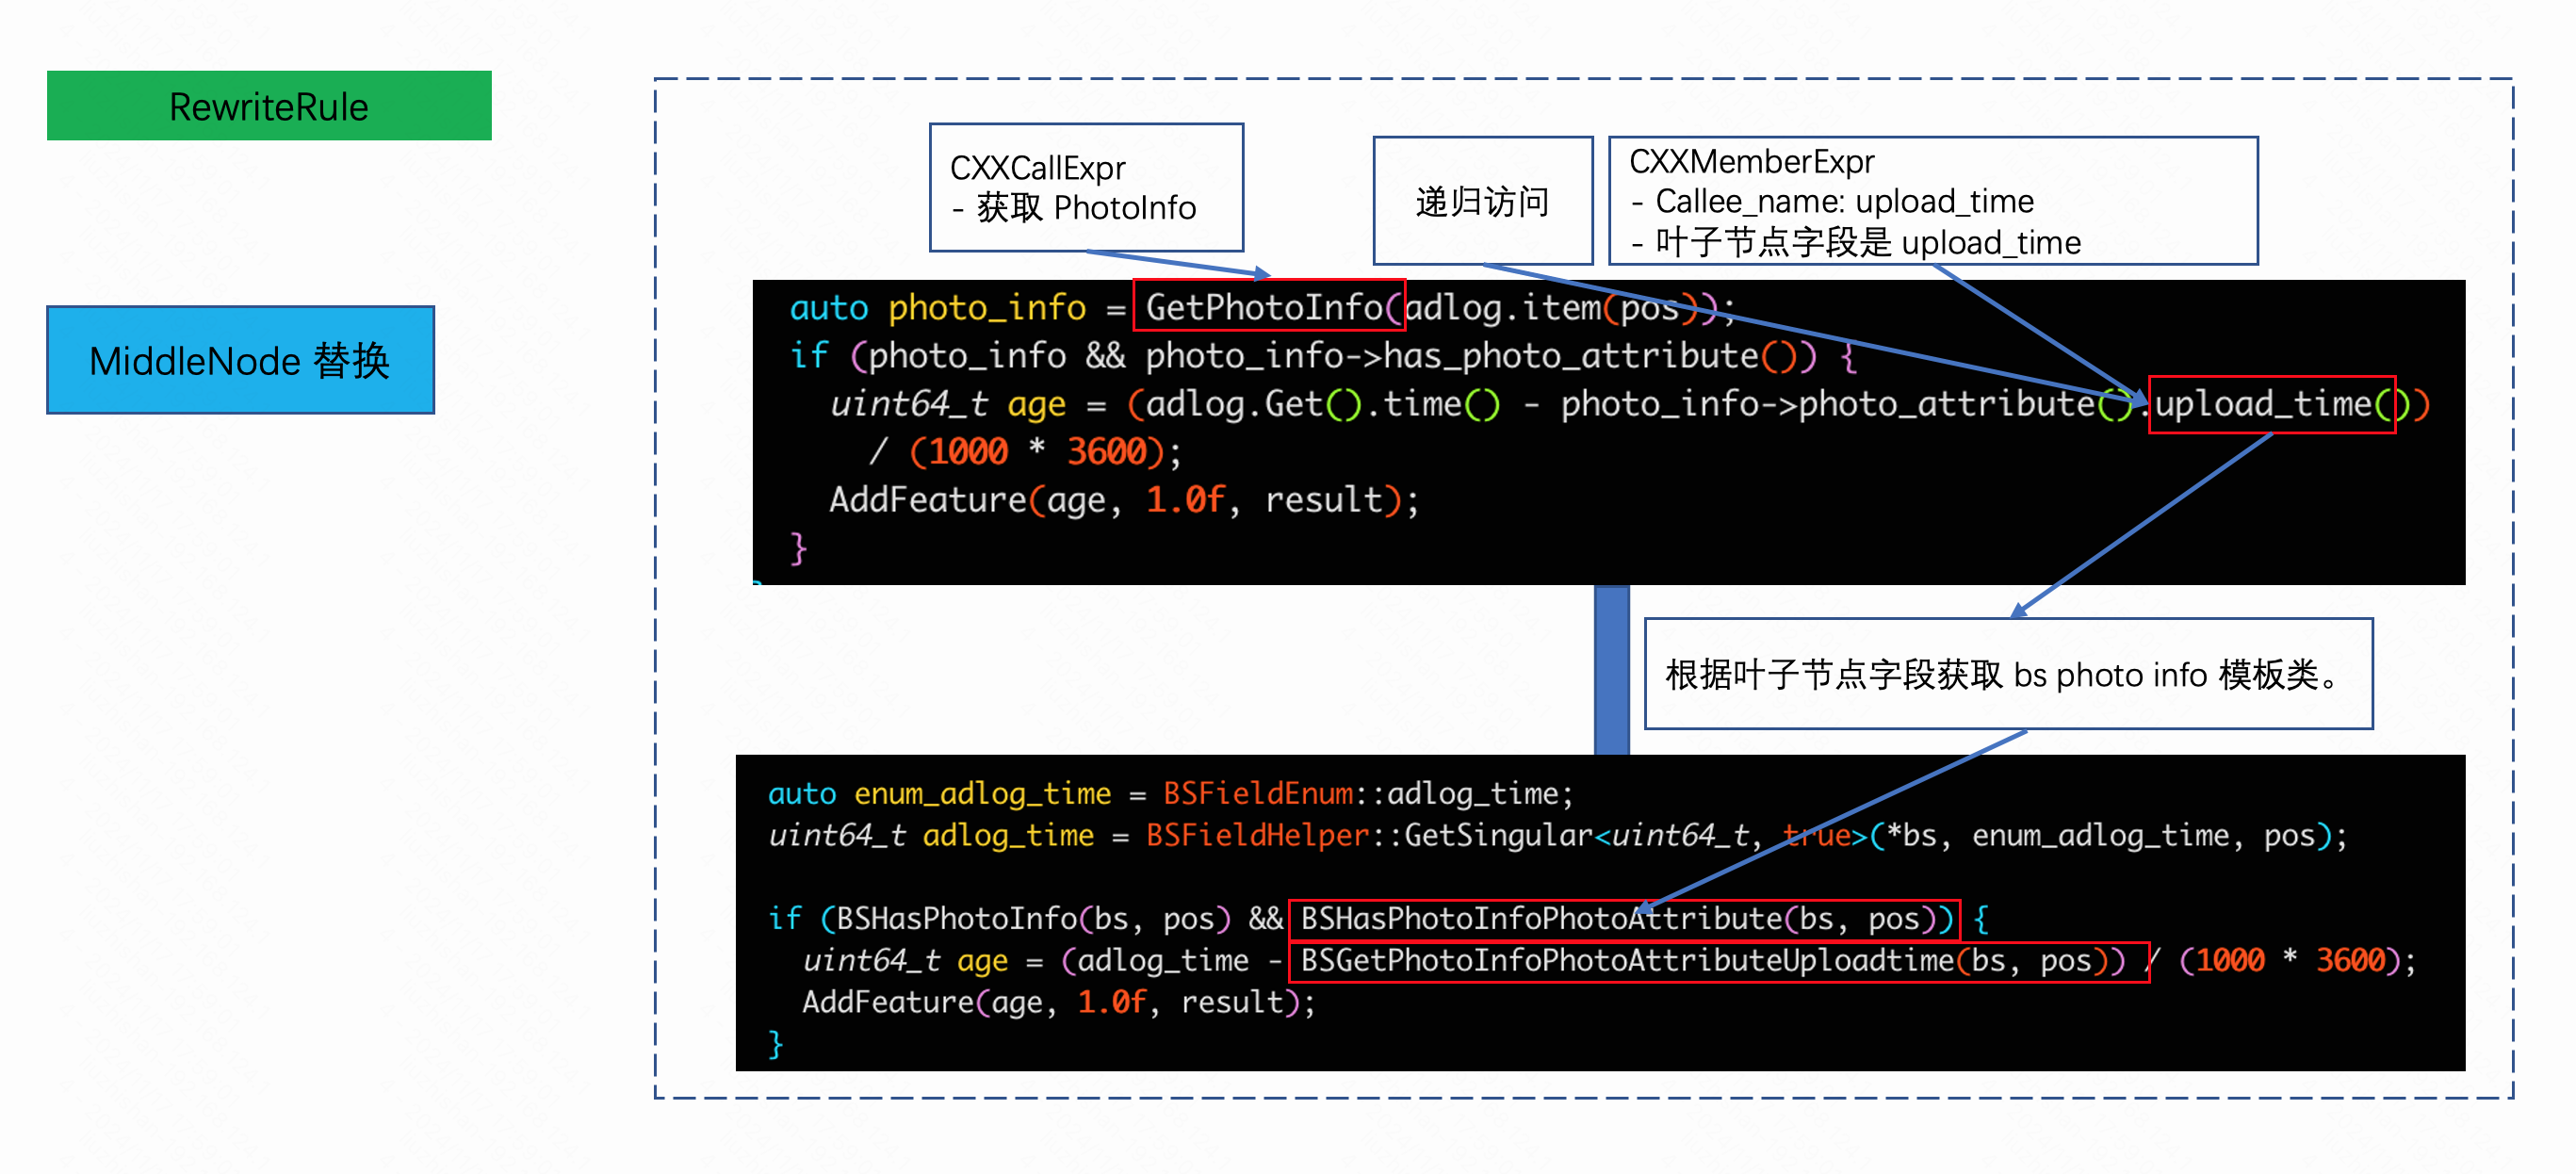 RewriteRule
MiddleNode 替换
CXXCallExpr
- 获取 PhotoInfo
递归访问
CXXMemberExpr
- Callee_name: upload_time
- 叶子节点字段是 upload_time
auto photo_info = GetPhotoInfo(adlog.item(pos));
if (photo_info && photo_info->has_photo_attribute()) {
uint64_t age = (adlog.Get().time() - photo_info->photo_attribute().upload_time())
/ (1000 * 3600);
AddFeature(age, 1.0f, result);
}
根据叶子节点字段获取 bs photo info 模板类。
auto enum_adlog_time = BSFieldEnum::adlog_time;
uint64_t adlog_time = BSFieldHelper::GetSingular<uint64_t, true>(*bs, enum_adlog_time, pos);
if (BSHasPhotoInfo(bs, pos) && BSHasPhotoInfoPhotoAttribute(bs, pos)) {
uint64_t age = (adlog_time - BSGetPhotoInfoPhotoAttributeUploadtime(bs, pos)) / (1000 * 3600);
AddFeature(age, 1.0f, result);
}